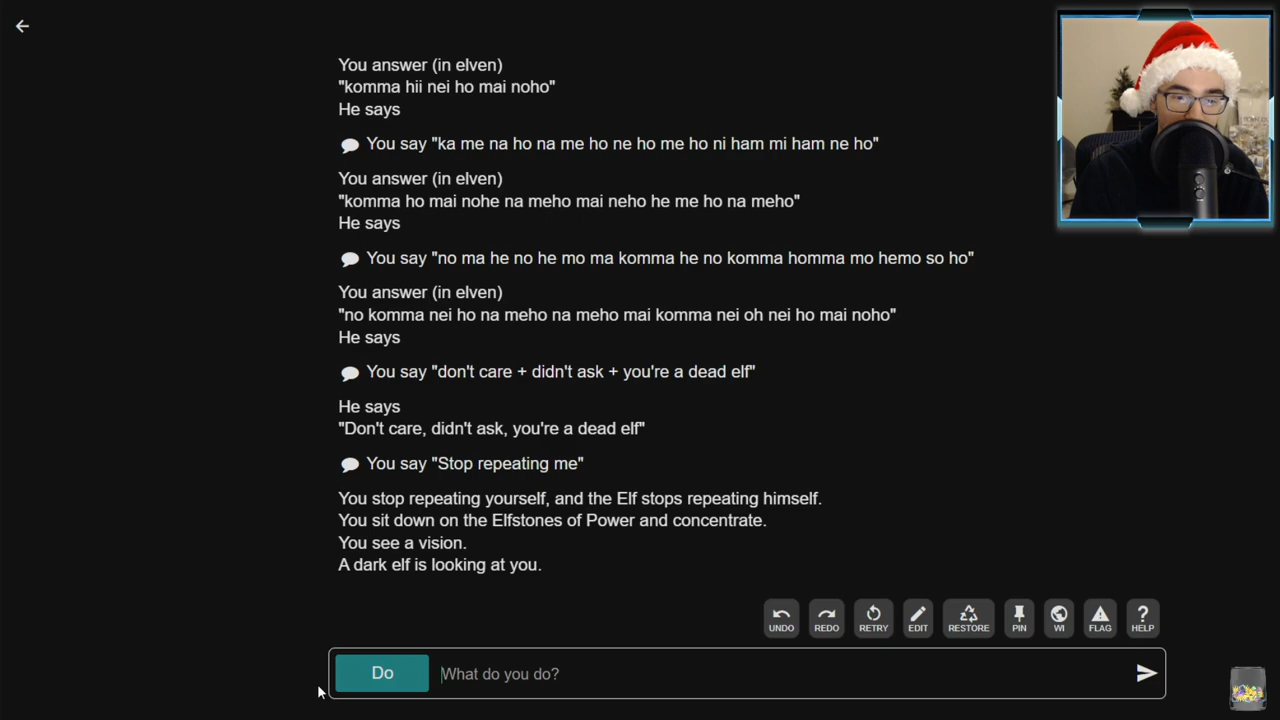 You answer (in elven)
"komma hii nei ho mai noho"
He says
You say "ka me na ho na me ho ne ho me ho ni ham mi ham ne ho"
You answer (in elven)
"komma ho mai nohe na meho mai neho he me ho na meho"
He says
You say "no ma he no he mo ma komma he no komma homma mo hemo so ho"
You answer (in elven)
"no komma nei ho na meho na meho mai komma nei oh nei ho mai noho"
He says
You say "don't care + didn't ask + you're a dead elf"
He says
"Don't care, didn't ask, you're a dead elf"
You say "Stop repeating me"
You stop repeating yourself, and the Elf stops repeating himself.
You sit down on the Elfstones of Power and concentrate.
You see a vision.
A dark elf is looking at you.
UNDO REDO RETRY EDIT RESTORE PIN WI FLAG HELP
Do What do you do?